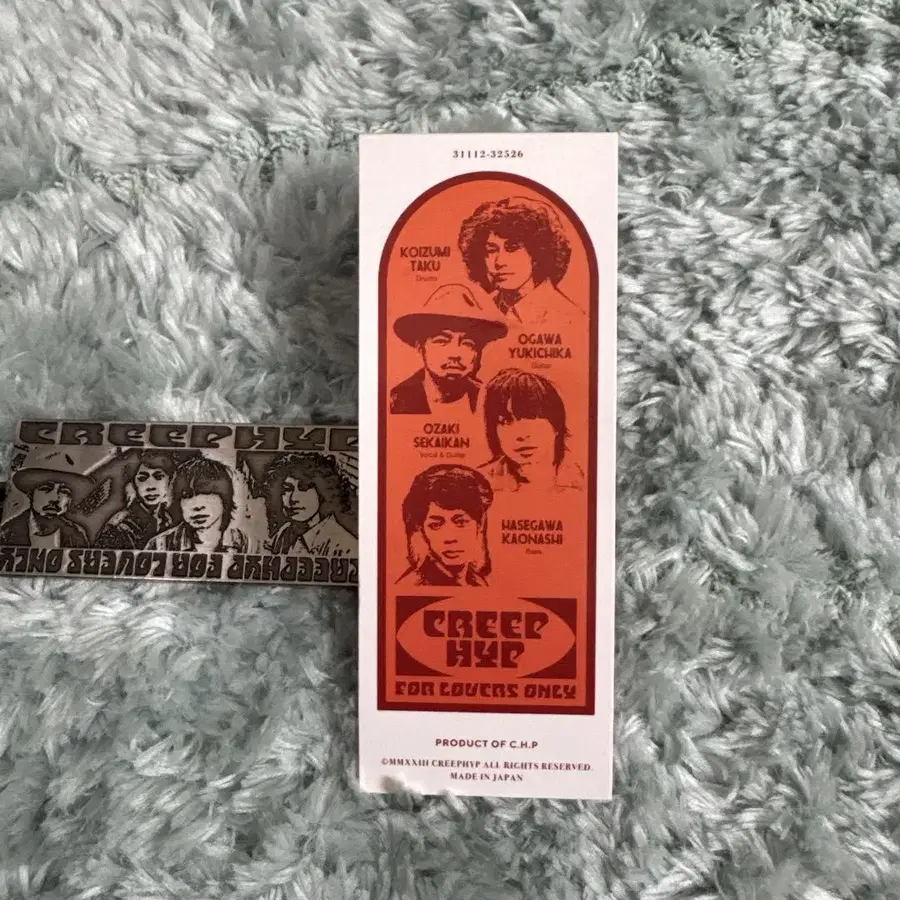 31112-32526
KOIZUMI
TAKU
Drums
OGAWA
YUKICHIKA
Guitar
OZAKI
SEKAIKAN
Vocal & Guitar
HASEGAWA
KAONASHI
Bass
CREEP
HYP
FOR LOVERS ONLY
PRODUCT OF C.H.P
©MMXXIII CREEPHYP ALL RIGHTS RESERVED.
MADE IN JAPAN
CREEPHYP
CREEPHYP FOR LOVERS ONLY